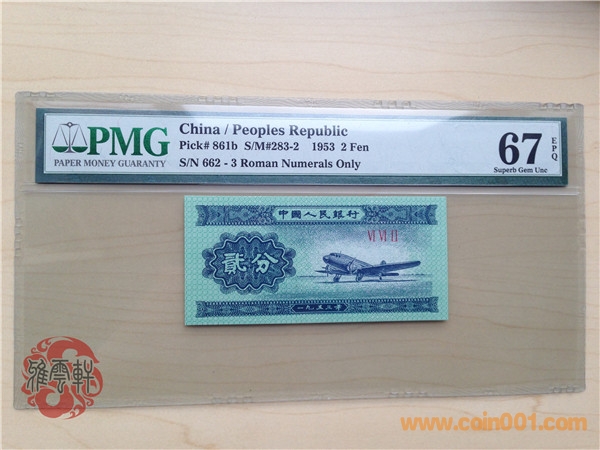 PMG
PAPER MONEY GUARANTY
China / Peoples Republic
Pick# 861b S/M#283-2 1953 2 Fen
S/N 662 - 3 Roman Numerals Only
67
EPQ
Superb Gem Unc
中國人民銀行
VI VI II
貳分
一九五三年
雅雲軒
www.coin001.com